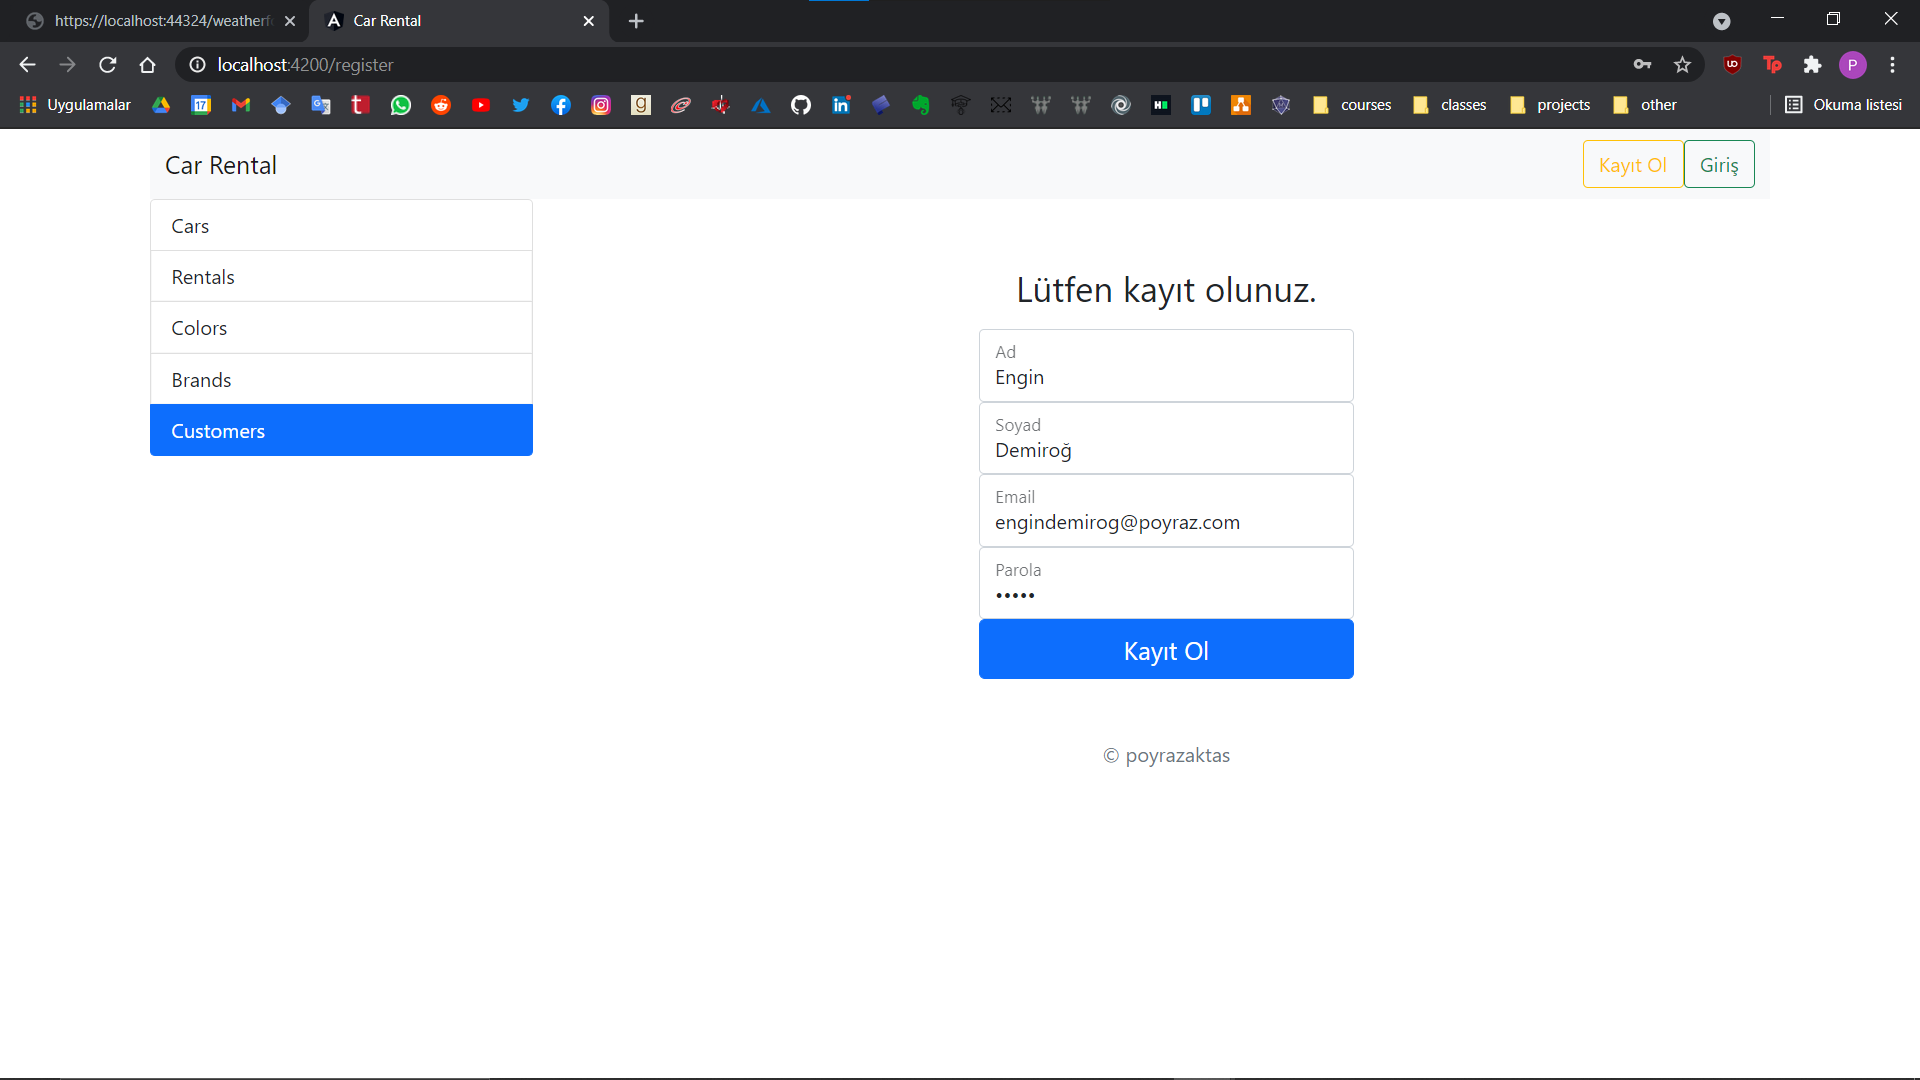 https://localhost:44324/weatherf
Car Rental
localhost:4200/register
Uygulamalar
courses
classes
projects
other
Okuma listesi
Car Rental
Kayıt Ol
Giriş
Cars
Rentals
Colors
Brands
Customers
Lütfen kayıt olunuz.
Ad
Engin
Soyad
Demiroğ
Email
engindemirog@poyraz.com
Parola
•••••
Kayıt Ol
© poyrazaktas